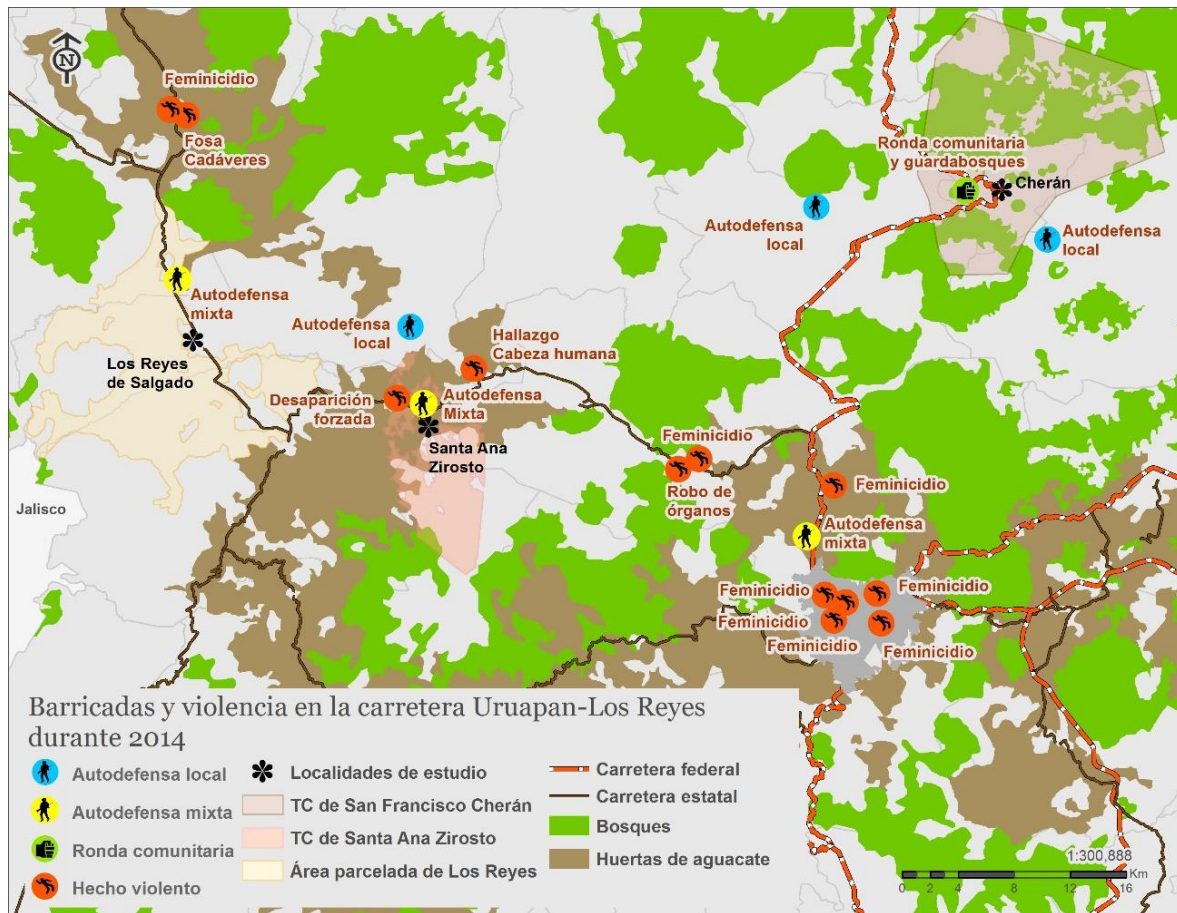 N
Feminicidio
Fosa
Cadáveres
Ronda comunitaria
y guardabosques
Cherán
Autodefensa
local
Autodefensa
local
Autodefensa
mixta
Autodefensa
local
Hallazgo
Cabeza humana
Los Reyes
de Salgado
Desaparición
forzada
Autodefensa
Mixta
Santa Ana
Zirosto
Feminicidio
Robo de
órganos
Feminicidio
Jalisco
Autodefensa
mixta
Feminicidio
Feminicidio
Feminicidio
Feminicidio
Feminicidio
Barricadas y violencia en la carretera Uruapan-Los Reyes
durante 2014
Autodefensa local
Autodefensa mixta
Ronda comunitaria
Hecho violento
Localidades de estudio
TC de San Francisco Cherán
TC de Santa Ana Zirosto
Área parcelada de Los Reyes
Carretera federal
Carretera estatal
Bosques
Huertas de aguacate
1:300,888
Km
0 2 4 8 12 16